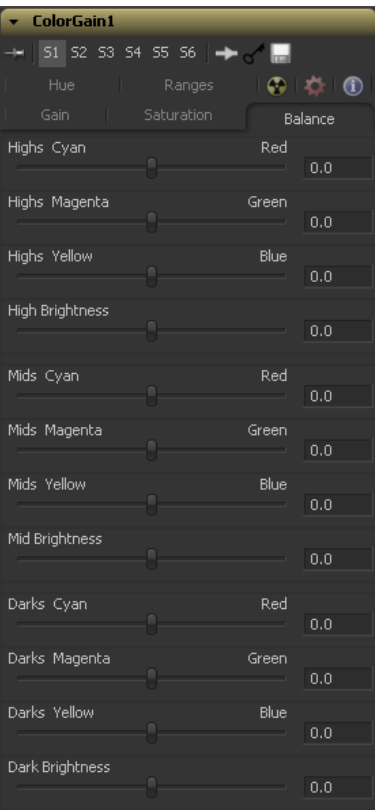 ColorGain1
S1 S2 S3 S4 S5 S6
Hue Ranges
Gain Saturation Balance
Highs Cyan Red
0.0
Highs Magenta Green
0.0
Highs Yellow Blue
0.0
High Brightness
0.0
Mids Cyan Red
0.0
Mids Magenta Green
0.0
Mids Yellow Blue
0.0
Mid Brightness
0.0
Darks Cyan Red
0.0
Darks Magenta Green
0.0
Darks Yellow Blue
0.0
Dark Brightness
0.0